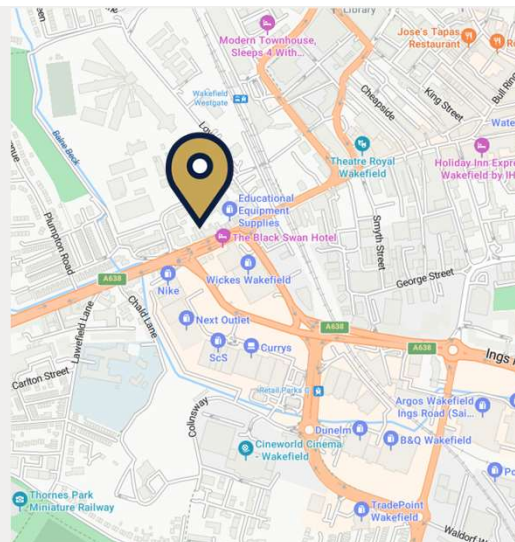 Library
Modern Townhouse,
Sleeps 4 With...
Jose's Tapas
Restaurant
Bull Ring
King Street
Cheapside
Wakefield
Westgate
Balne Beck
Theatre Royal
Wakefield
Holiday Inn Expre
Wakefield by IH
Educational
Equipment
Supplies
The Black Swan Hotel
Plumpton Road
Smyth Street
A638
Nike
Wickes Wakefield
George Street
Lawefield Lane
Chald Lane
Next Outlet
A638
ScS
Currys
A638
Ings
Carlton Street
Retail Parks
Argos Wakefield
Ings Road (Sai...
Colinsway
Dunelm
B&Q Wakefield
Cineworld Cinema
- Wakefield
Thornes Park
Miniature Railway
TradePoint
Wakefield
Waldorf W